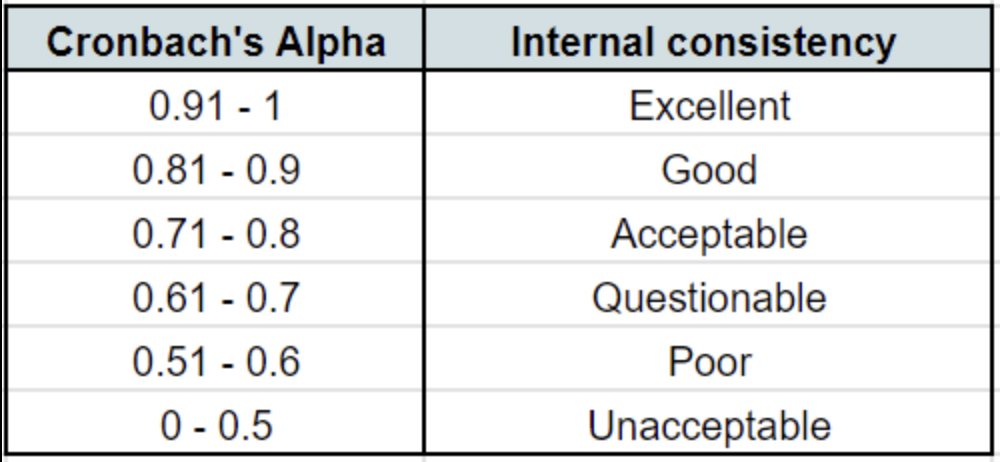 Cronbach's Alpha Internal consistency
0.91 - 1 Excellent
0.81 - 0.9 Good
0.71 - 0.8 Acceptable
0.61 - 0.7 Questionable
0.51 - 0.6 Poor
0 - 0.5 Unacceptable